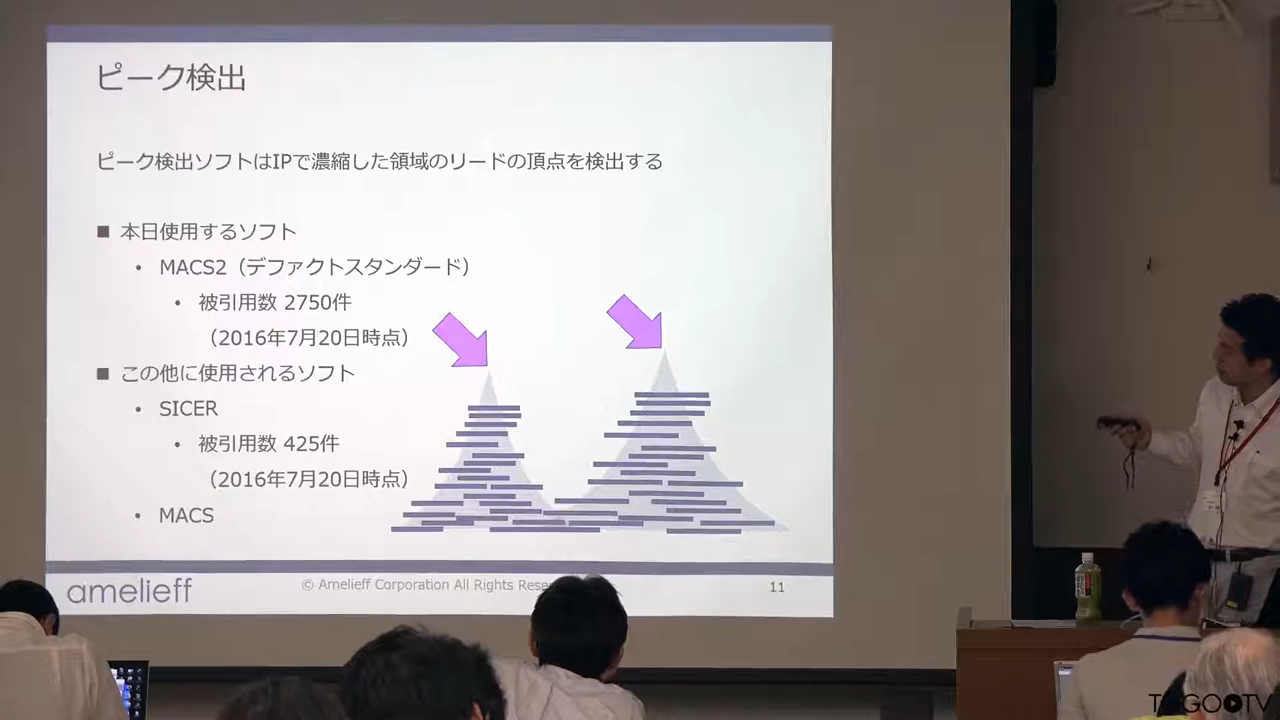 ピーク検出
ピーク検出ソフトはIPで濃縮した領域のリードの頂点を検出する
■ 本日使用するソフト
• MACS2（デファクトスタンダード）
• 被引用数 2750件
（2016年7月20日時点）
■ この他に使用されるソフト
• SICER
• 被引用数 425件
（2016年7月20日時点）
• MACS
amelieff
© Amelieff Corporation All Rights
11
TOGOTV